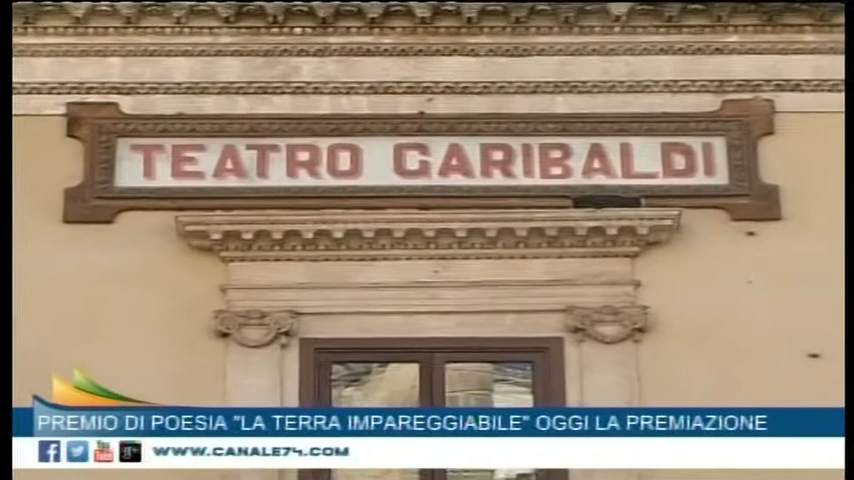 TEATRO GARIBALDI
PREMIO DI POESIA "LA TERRA IMPAREGGIABILE" OGGI LA PREMIAZIONE
WWW.CANALE74.COM